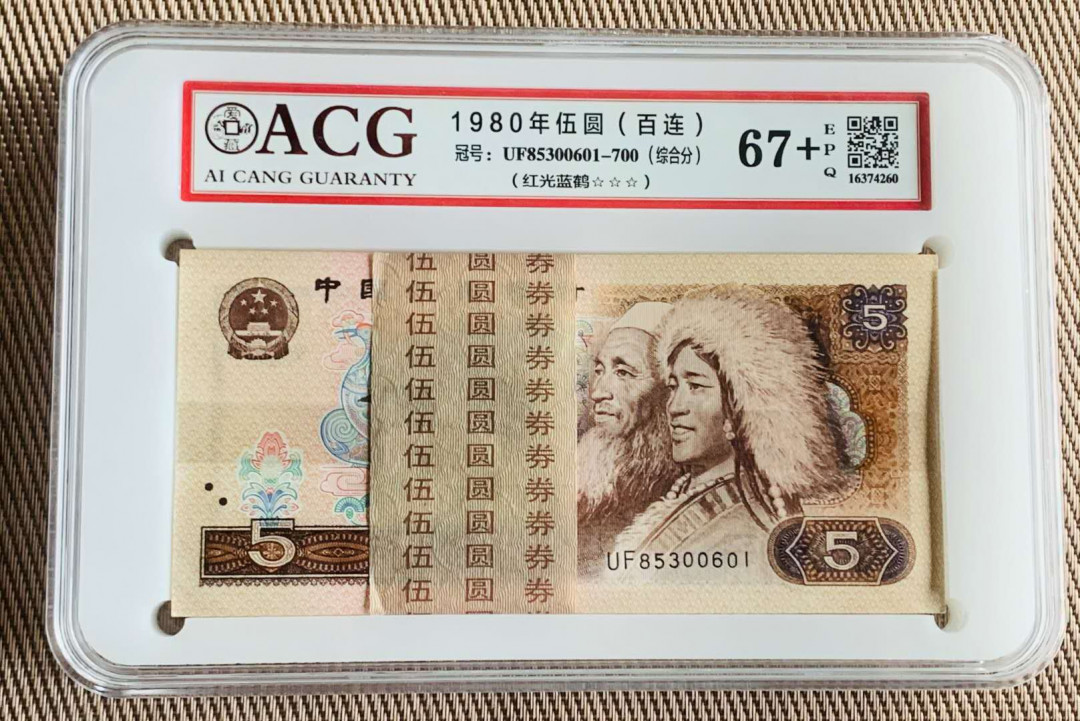 ACG
AI CANG GUARANTY
1980年伍圆（百连）
冠号：UF85300601-700（综合分）
（红光蓝鹤☆☆☆）
67+
EPQ
16374260
中国
5
伍 圆 券
伍 圆 券
伍 圆 券
伍 圆 券
伍 圆 券
伍 圆 券
伍 圆 券
伍 圆 券
伍 圆 券
伍 圆 券
伍 圆 券
5
UF85300601
5